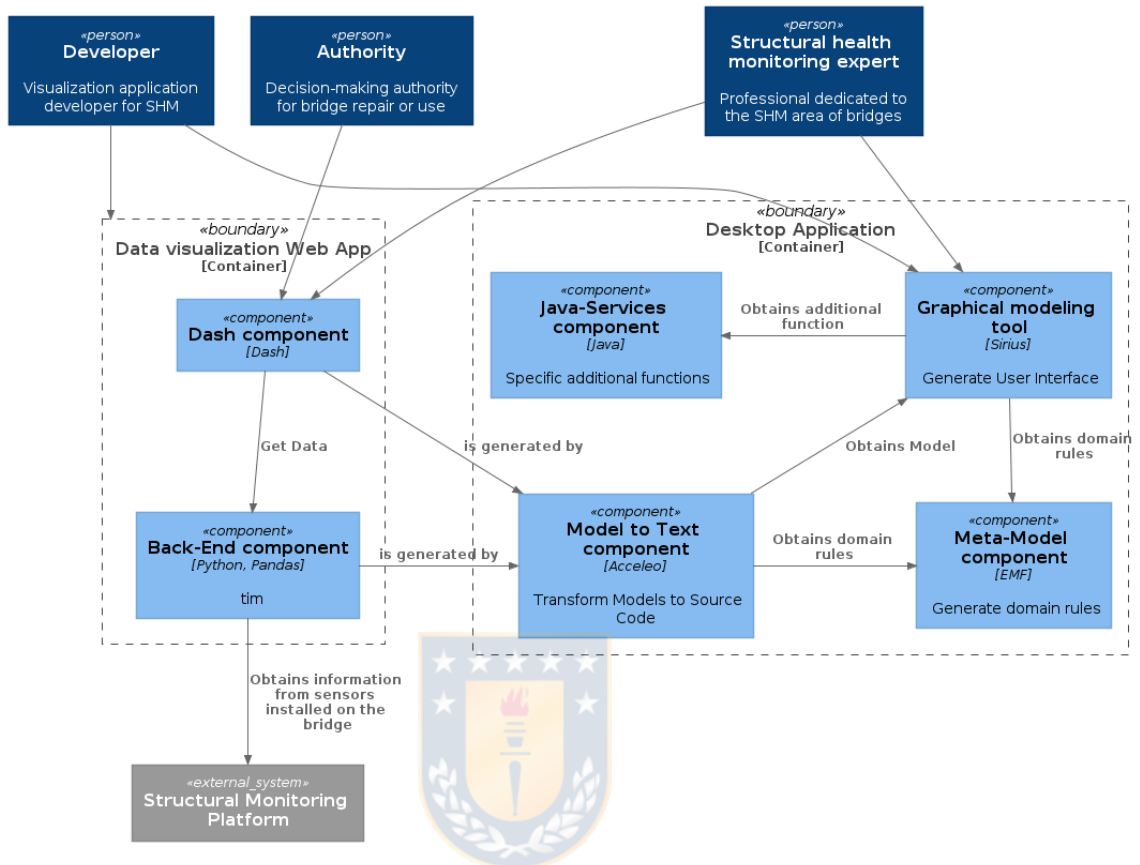 «person»
Developer
Visualization application
developer for SHM
«person»
Authority
Decision-making authority
for bridge repair or use
«person»
Structural health
monitoring expert
Professional dedicated to
the SHM area of bridges
«boundary»
Data visualization Web App
[Container]
«boundary»
Desktop Application
[Container]
«component»
Dash component
[Dash]
«component»
Java-Services
component
[Java]
Specific additional functions
Obtains additional
function
«component»
Graphical modeling
tool
[Sirius]
Generate User Interface
Get Data
is generated by
Obtains Model
Obtains domain
rules
«component»
Back-End component
[Python, Pandas]
tim
is generated by
«component»
Model to Text
component
[Acceleo]
Transform Models to Source
Code
Obtains domain
rules
«component»
Meta-Model
component
[EMF]
Generate domain rules
Obtains information
from sensors
installed on the
bridge
«external_system»
Structural Monitoring
Platform